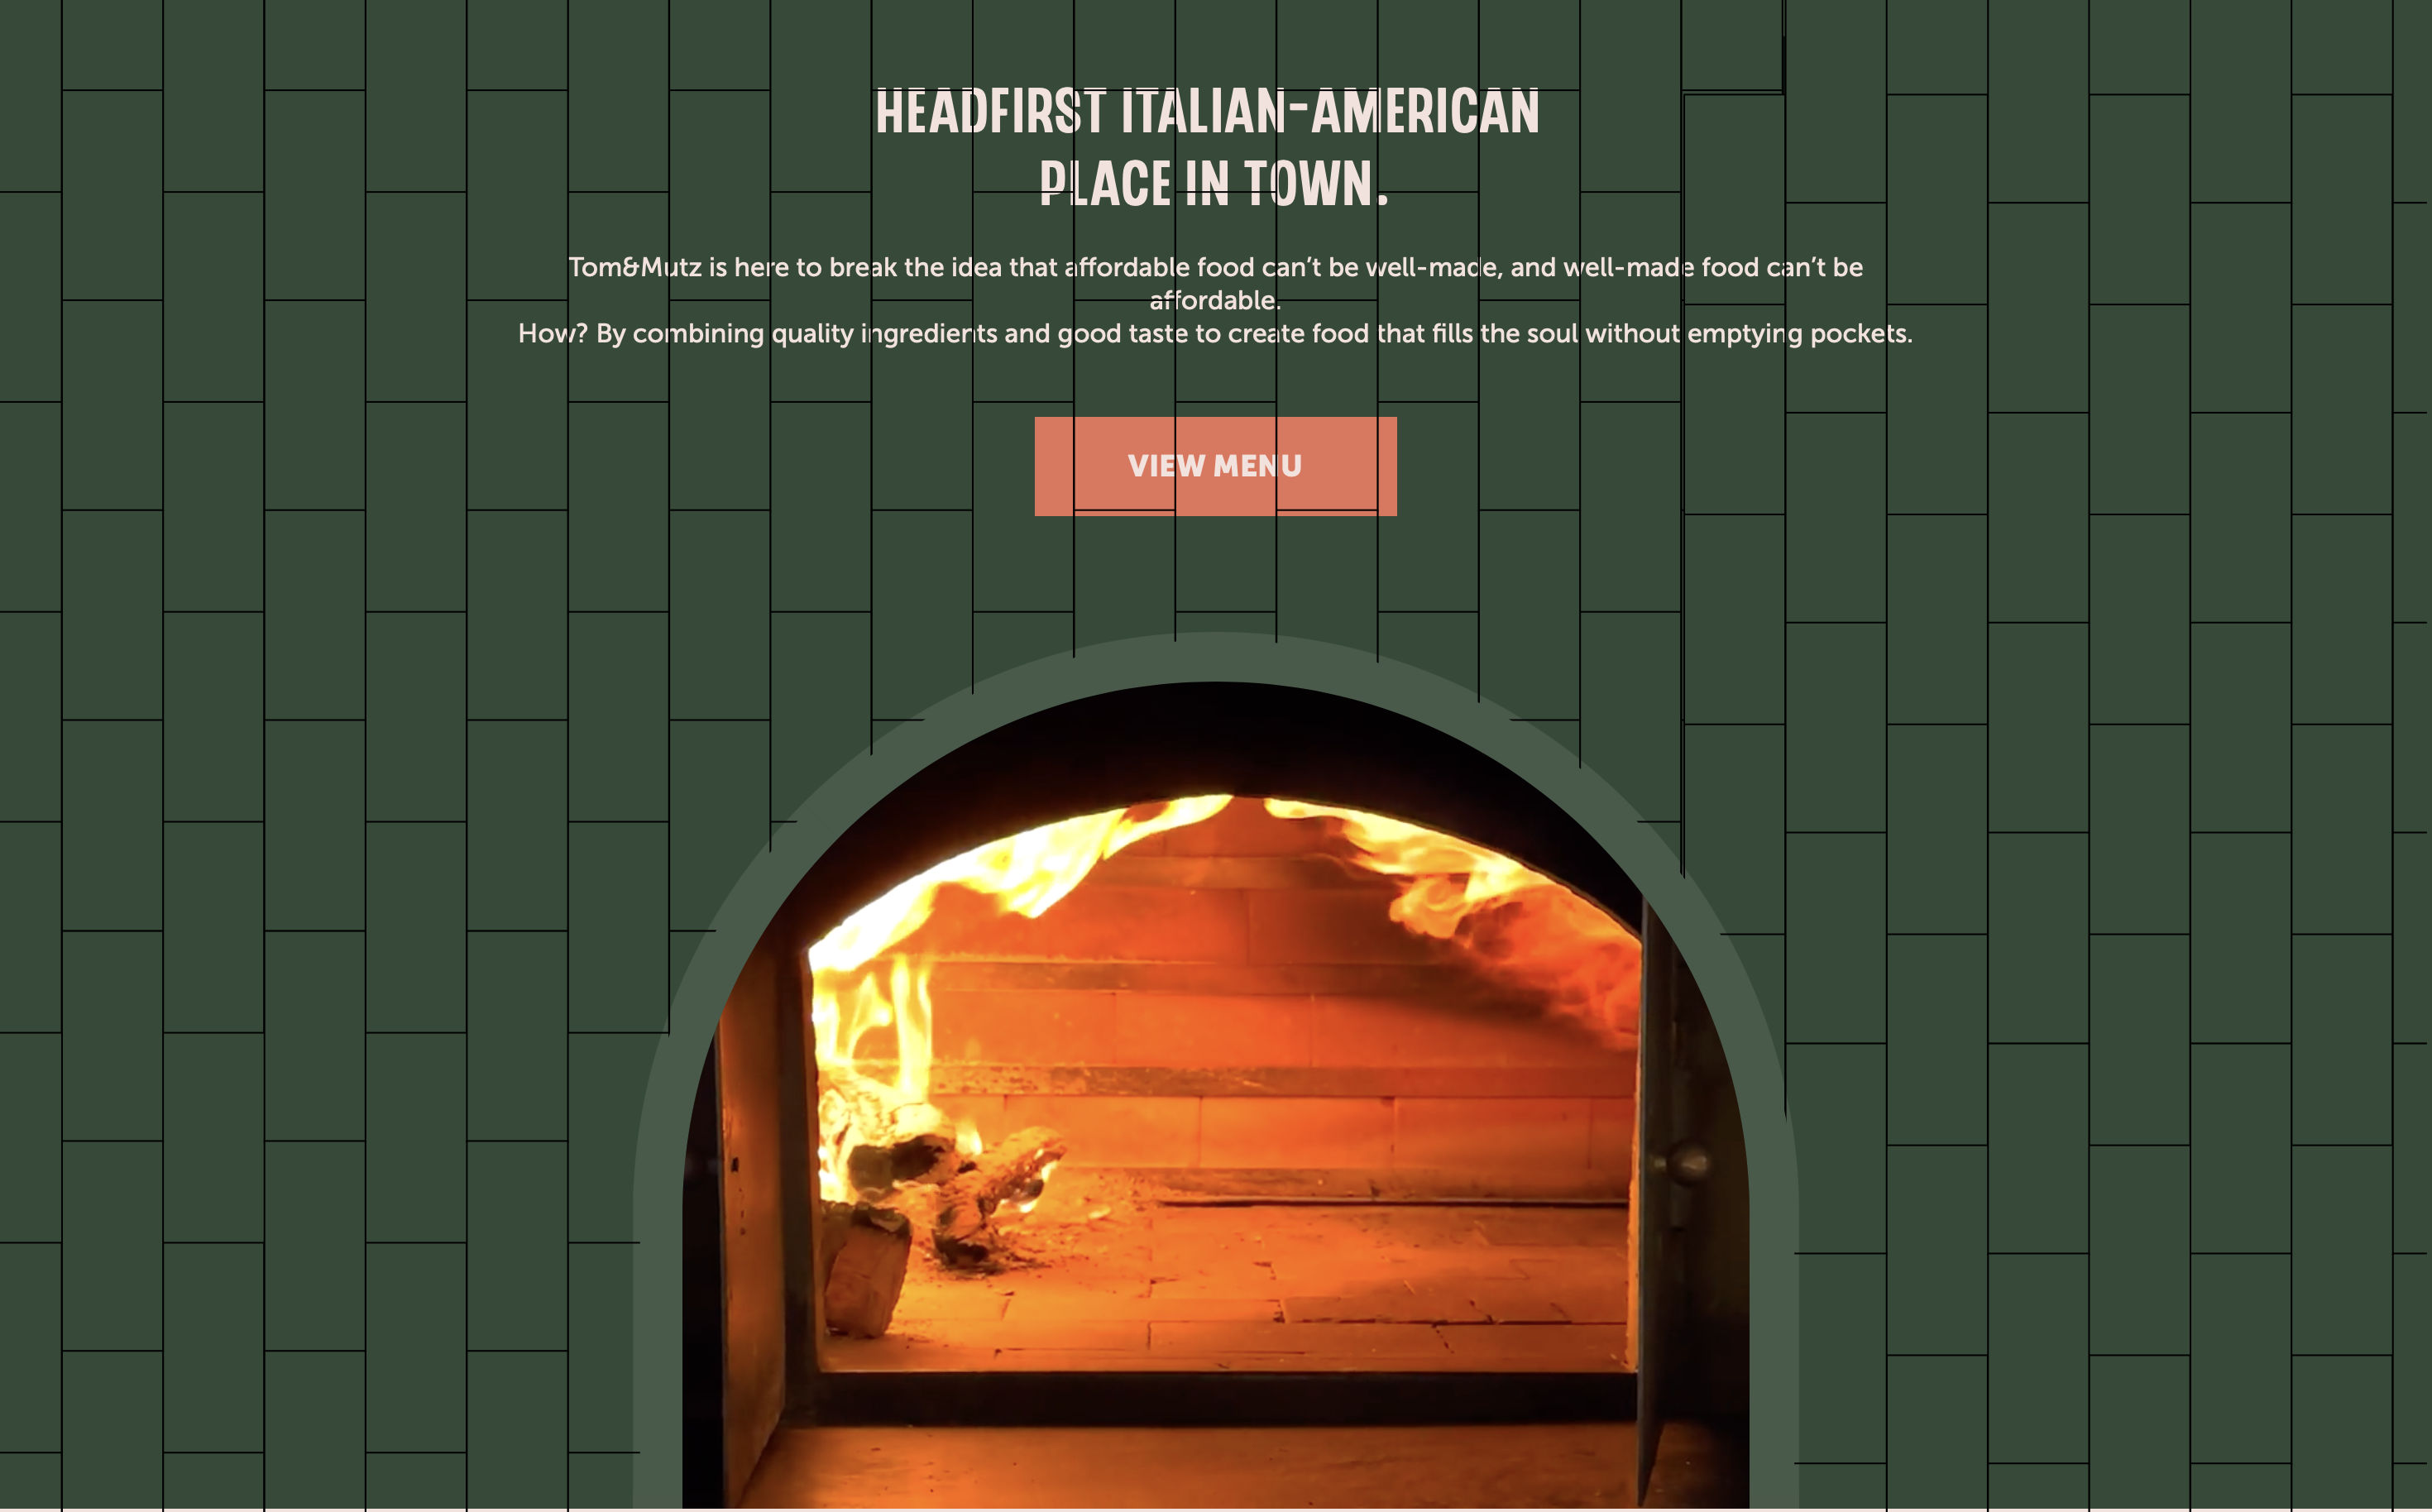 HEADFIRST ITALIAN-AMERICAN
PLACE IN TOWN.
Tom&Mutz is here to break the idea that affordable food can’t be well-made, and well-made food can’t be
affordable.
How? By combining quality ingredients and good taste to create food that fills the soul without emptying pockets.
VIEW MENU